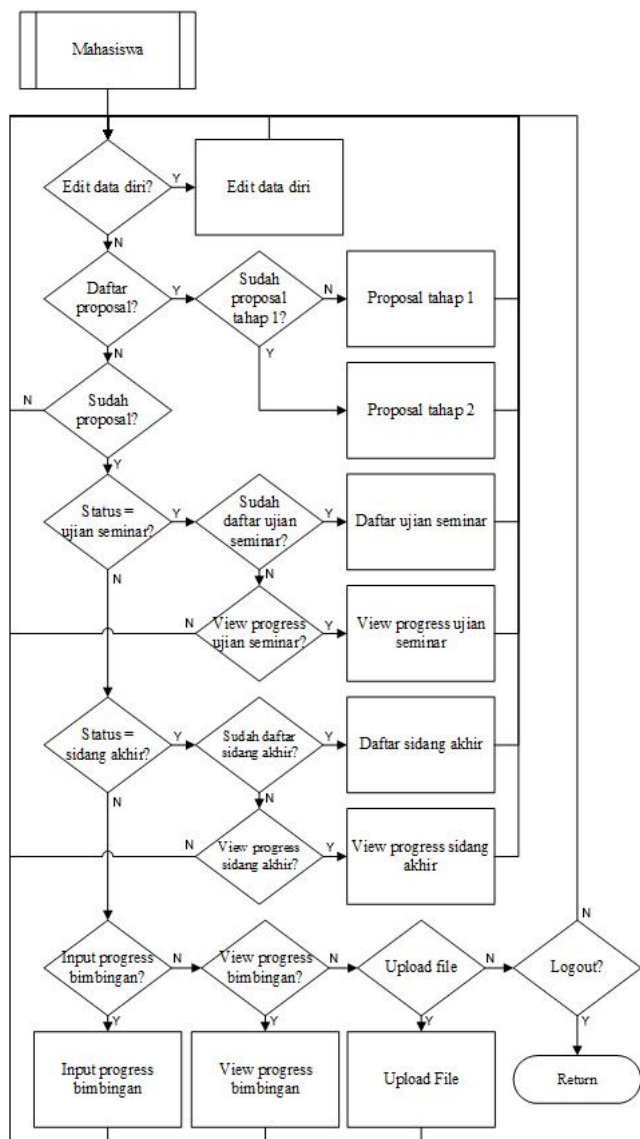 Mahasiswa
Edit data diri?
Y
Edit data diri
N
Daftar
proposal?
Y
Sudah
proposal
tahap 1?
N
Proposal tahap 1
N
Y
N
Sudah
proposal?
Proposal tahap 2
Y
Status =
ujian seminar?
Y
Sudah
daftar ujian
seminar?
Y
Daftar ujian seminar
N
N
N
View progress
ujian seminar?
Y
View progress ujian
seminar
Status =
sidang akhir?
Y
Sudah daftar
sidang akhir?
Y
Daftar sidang akhir
N
N
N
View progress
sidang akhir?
Y
View progress sidang
akhir
N
Input progress
bimbingan?
N
View progress
bimbingan?
N
Upload file
N
Logout?
Y
Y
Y
Y
Input progress
bimbingan
View progress
bimbingan
Upload File
Return